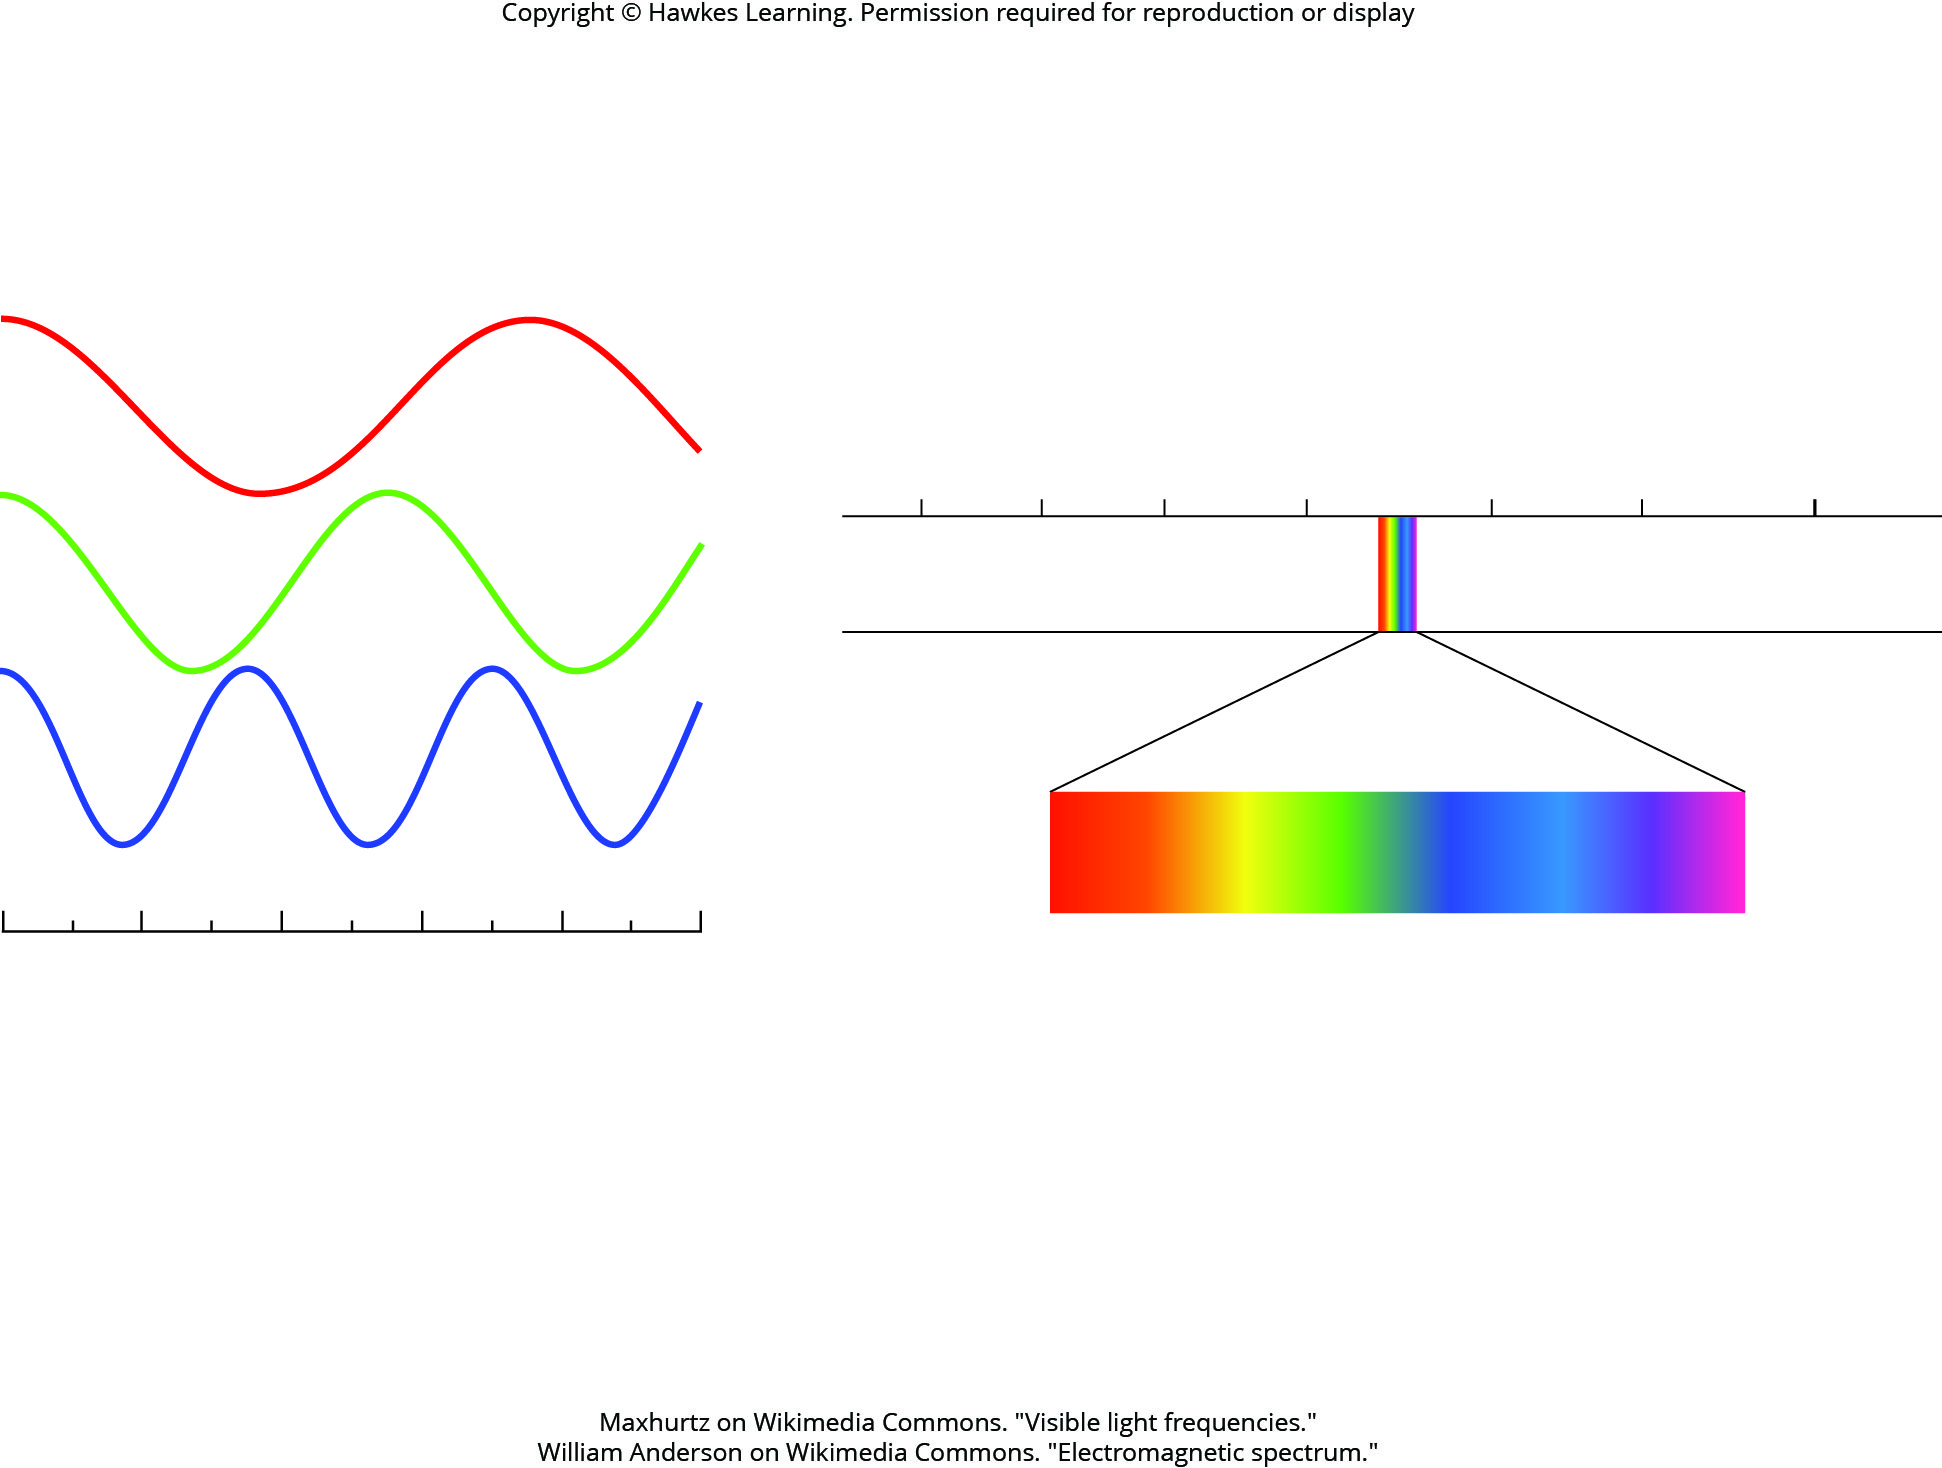 Copyright © Hawkes Learning. Permission required for reproduction or display
Maxhurtz on Wikimedia Commons. "Visible light frequencies."
William Anderson on Wikimedia Commons. "Electromagnetic spectrum."